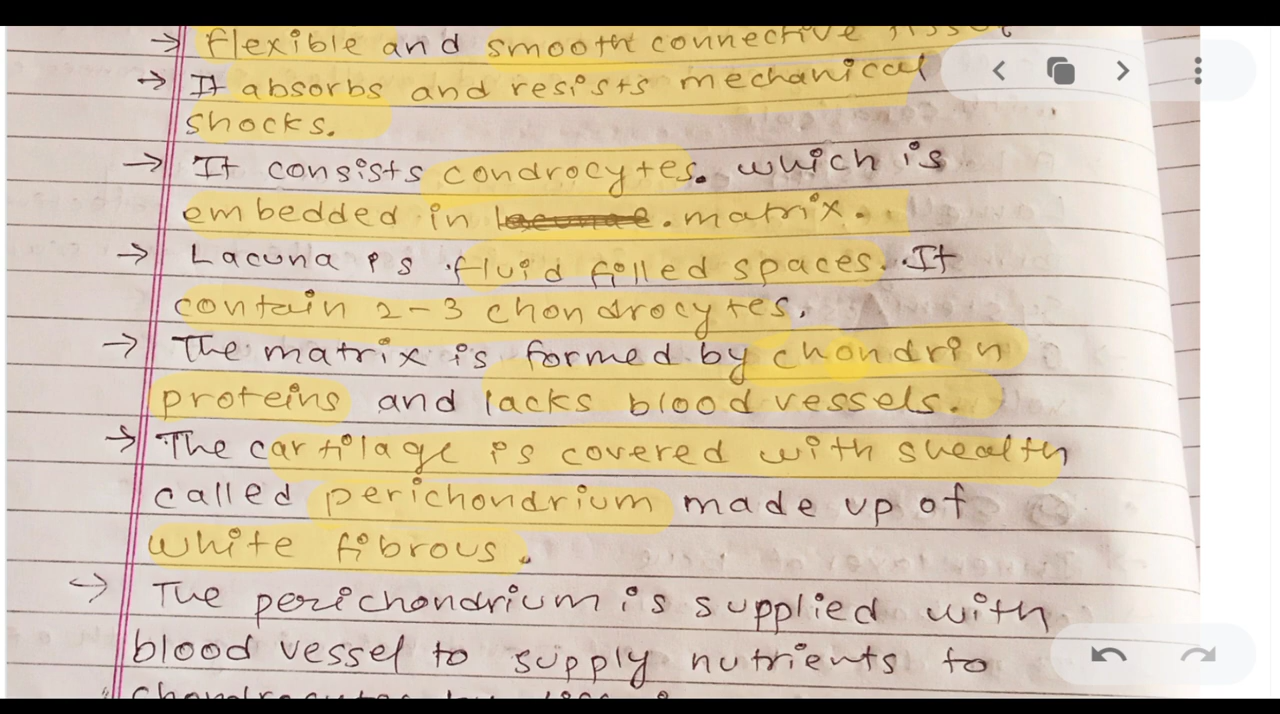 → flexible and smooth connective tissue
→ It absorbs and resists mechanical
shocks.
→ It consists condrocytes. which is
embedded in lacunae. matrix.
→ Lacuna is fluid filled spaces. It
contain 2-3 chondrocytes.
→ The matrix is formed by chondrin
proteins and lacks blood vessels.
→ The cartilage is covered with shealth
called perichondrium made up of
white fibrous.
→ The perichondrium is supplied with
blood vessel to supply nutrients to